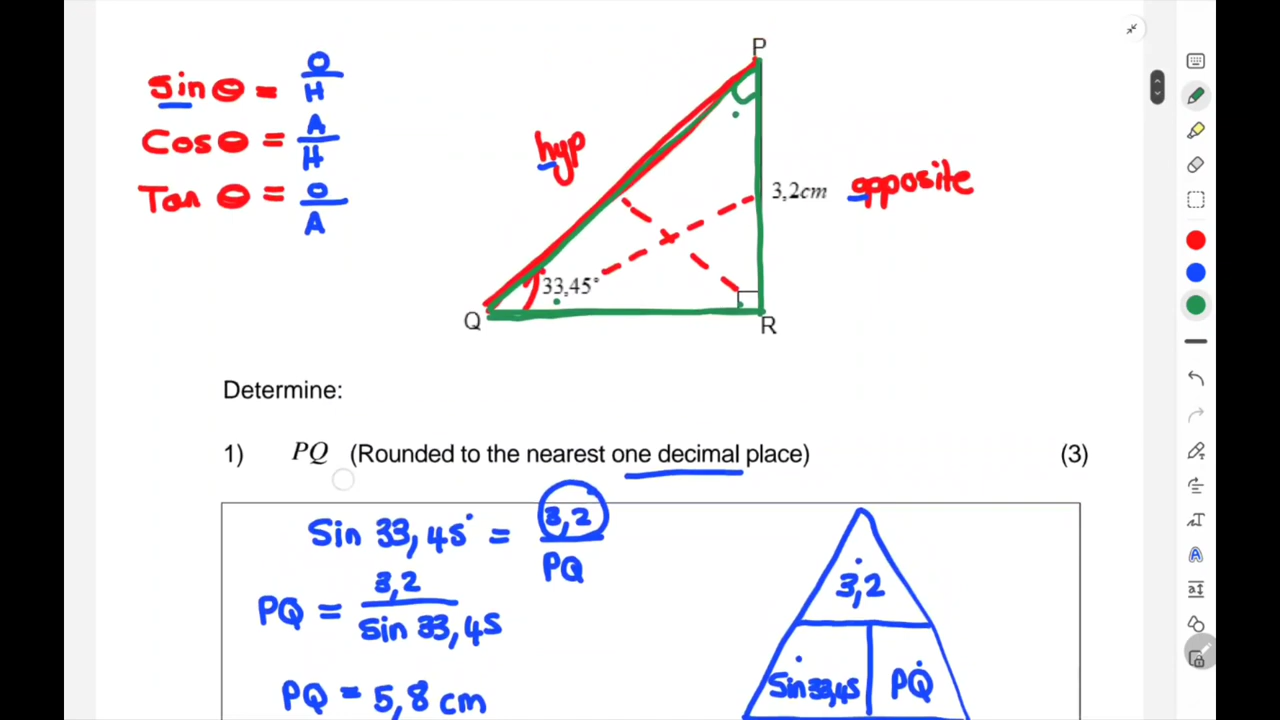 P
sin θ = O/H
Cos θ = A/H
Tan θ = O/A
hyp
3,2cm
opposite
33,45°
Q
R
Determine:
1) PQ (Rounded to the nearest one decimal place) (3)
Sin 33,45° = 3,2/PQ
PQ = 3,2/sin 33,45
PQ = 5,8 cm
3,2
Sin 33,45
PQ